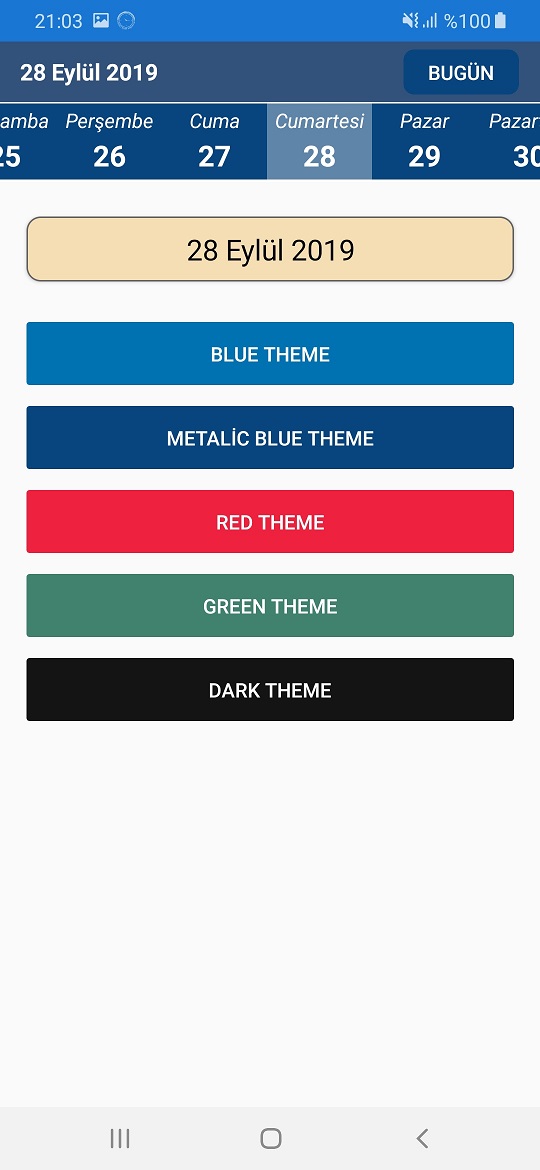 21:03 %100
28 Eylül 2019 BUGÜN
amba Perşembe Cuma Cumartesi Pazar Pazar
25 26 27 28 29 30
28 Eylül 2019
BLUE THEME
METALİC BLUE THEME
RED THEME
GREEN THEME
DARK THEME